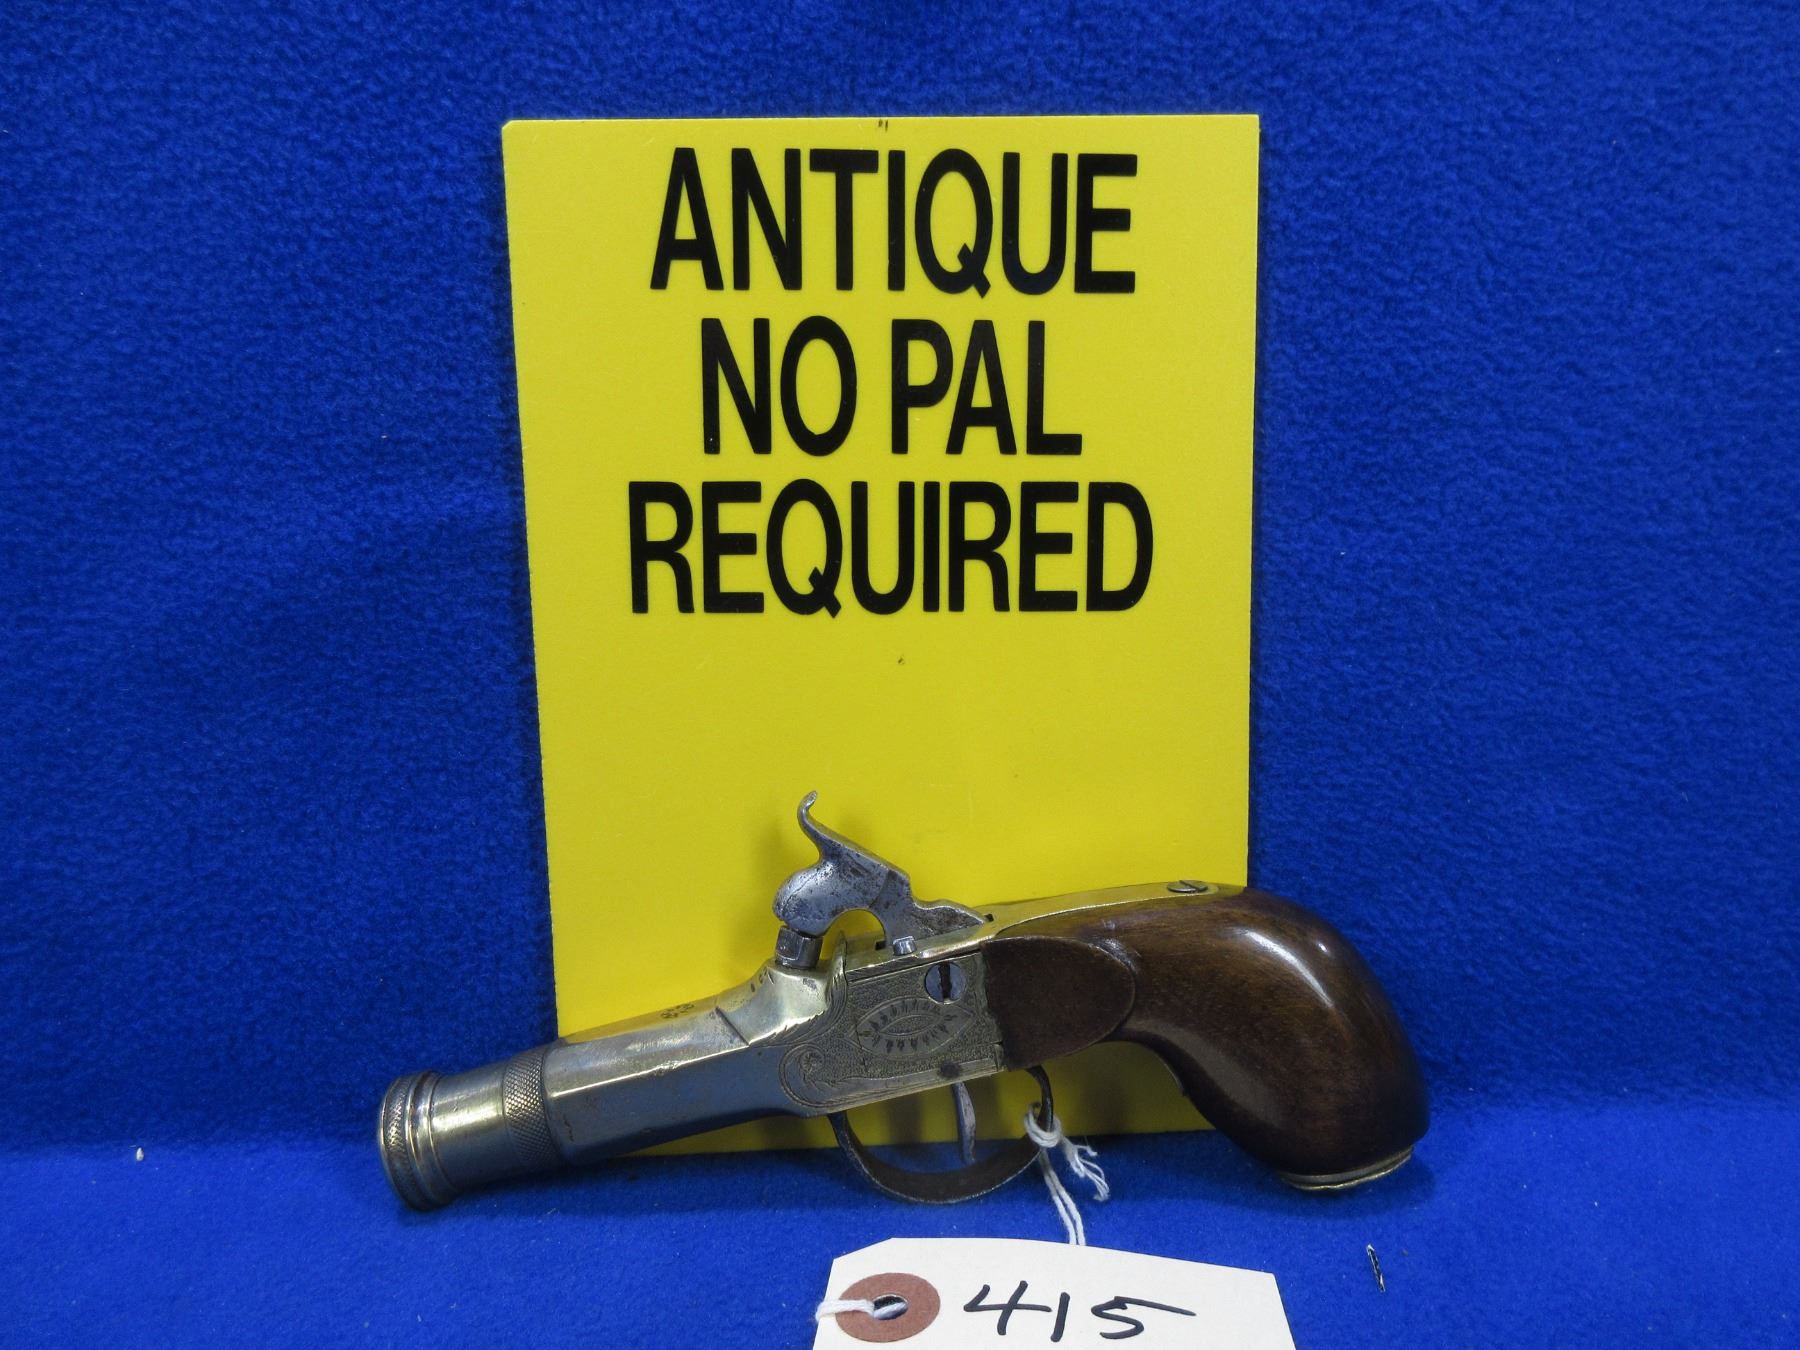 ANTIQUE
NO PAL
REQUIRED
415